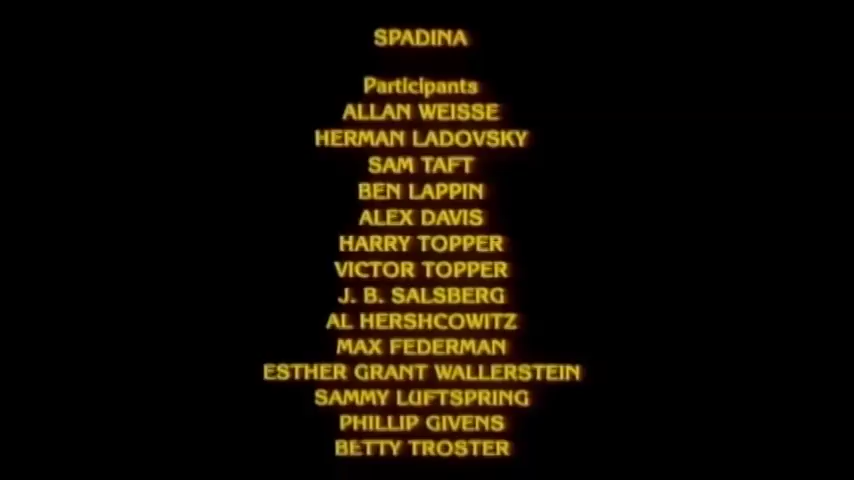 SPADINA
Participants
ALLAN WEISSE
HERMAN LADOVSKY
SAM TAFT
BEN LAPPIN
ALEX DAVIS
HARRY TOPPER
VICTOR TOPPER
J. B. SALSBERG
AL HERSHCOWITZ
MAX FEDERMAN
ESTHER GRANT WALLERSTEIN
SAMMY LUFTSPRING
PHILLIP GIVENS
BETTY TROSTER